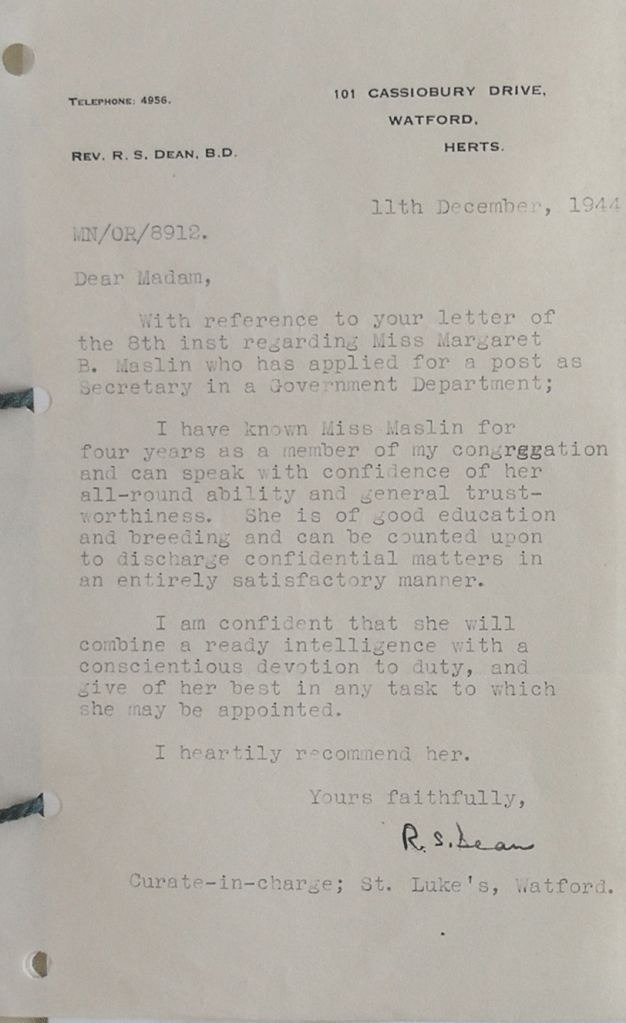 TELEPHONE: 4956.
101 CASSIOBURY DRIVE,
WATFORD,
HERTS.
REV. R. S. DEAN, B.D.
11th December, 1944
MN/OR/8912.
Dear Madam,
With reference to your letter of
the 8th inst regarding Miss Margaret
B. Maslin who has applied for a post as
Secretary in a Government Department;
I have known Miss Maslin for
four years as a member of my congrggation
and can speak with confidence of her
all-round ability and general trust-
worthiness. She is of good education
and breeding and can be counted upon
to discharge confidential matters in
an entirely satisfactory manner.
I am confident that she will
combine a ready intelligence with a
conscientious devotion to duty, and
give of her best in any task to which
she may be appointed.
I heartily recommend her.
Yours faithfully,
R. S. Dean
Curate-in-charge; St. Luke's, Watford.